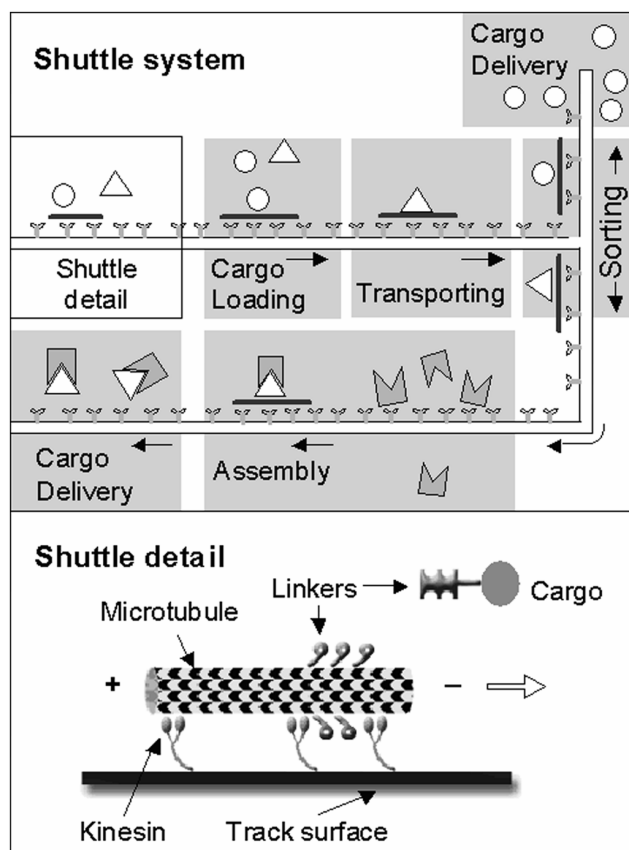 Shuttle system
Cargo
Delivery
Sorting
Shuttle
detail
Cargo
Loading
Transporting
Cargo
Delivery
Assembly
Shuttle detail
Linkers
Cargo
Microtubule
+
–
Kinesin
Track surface